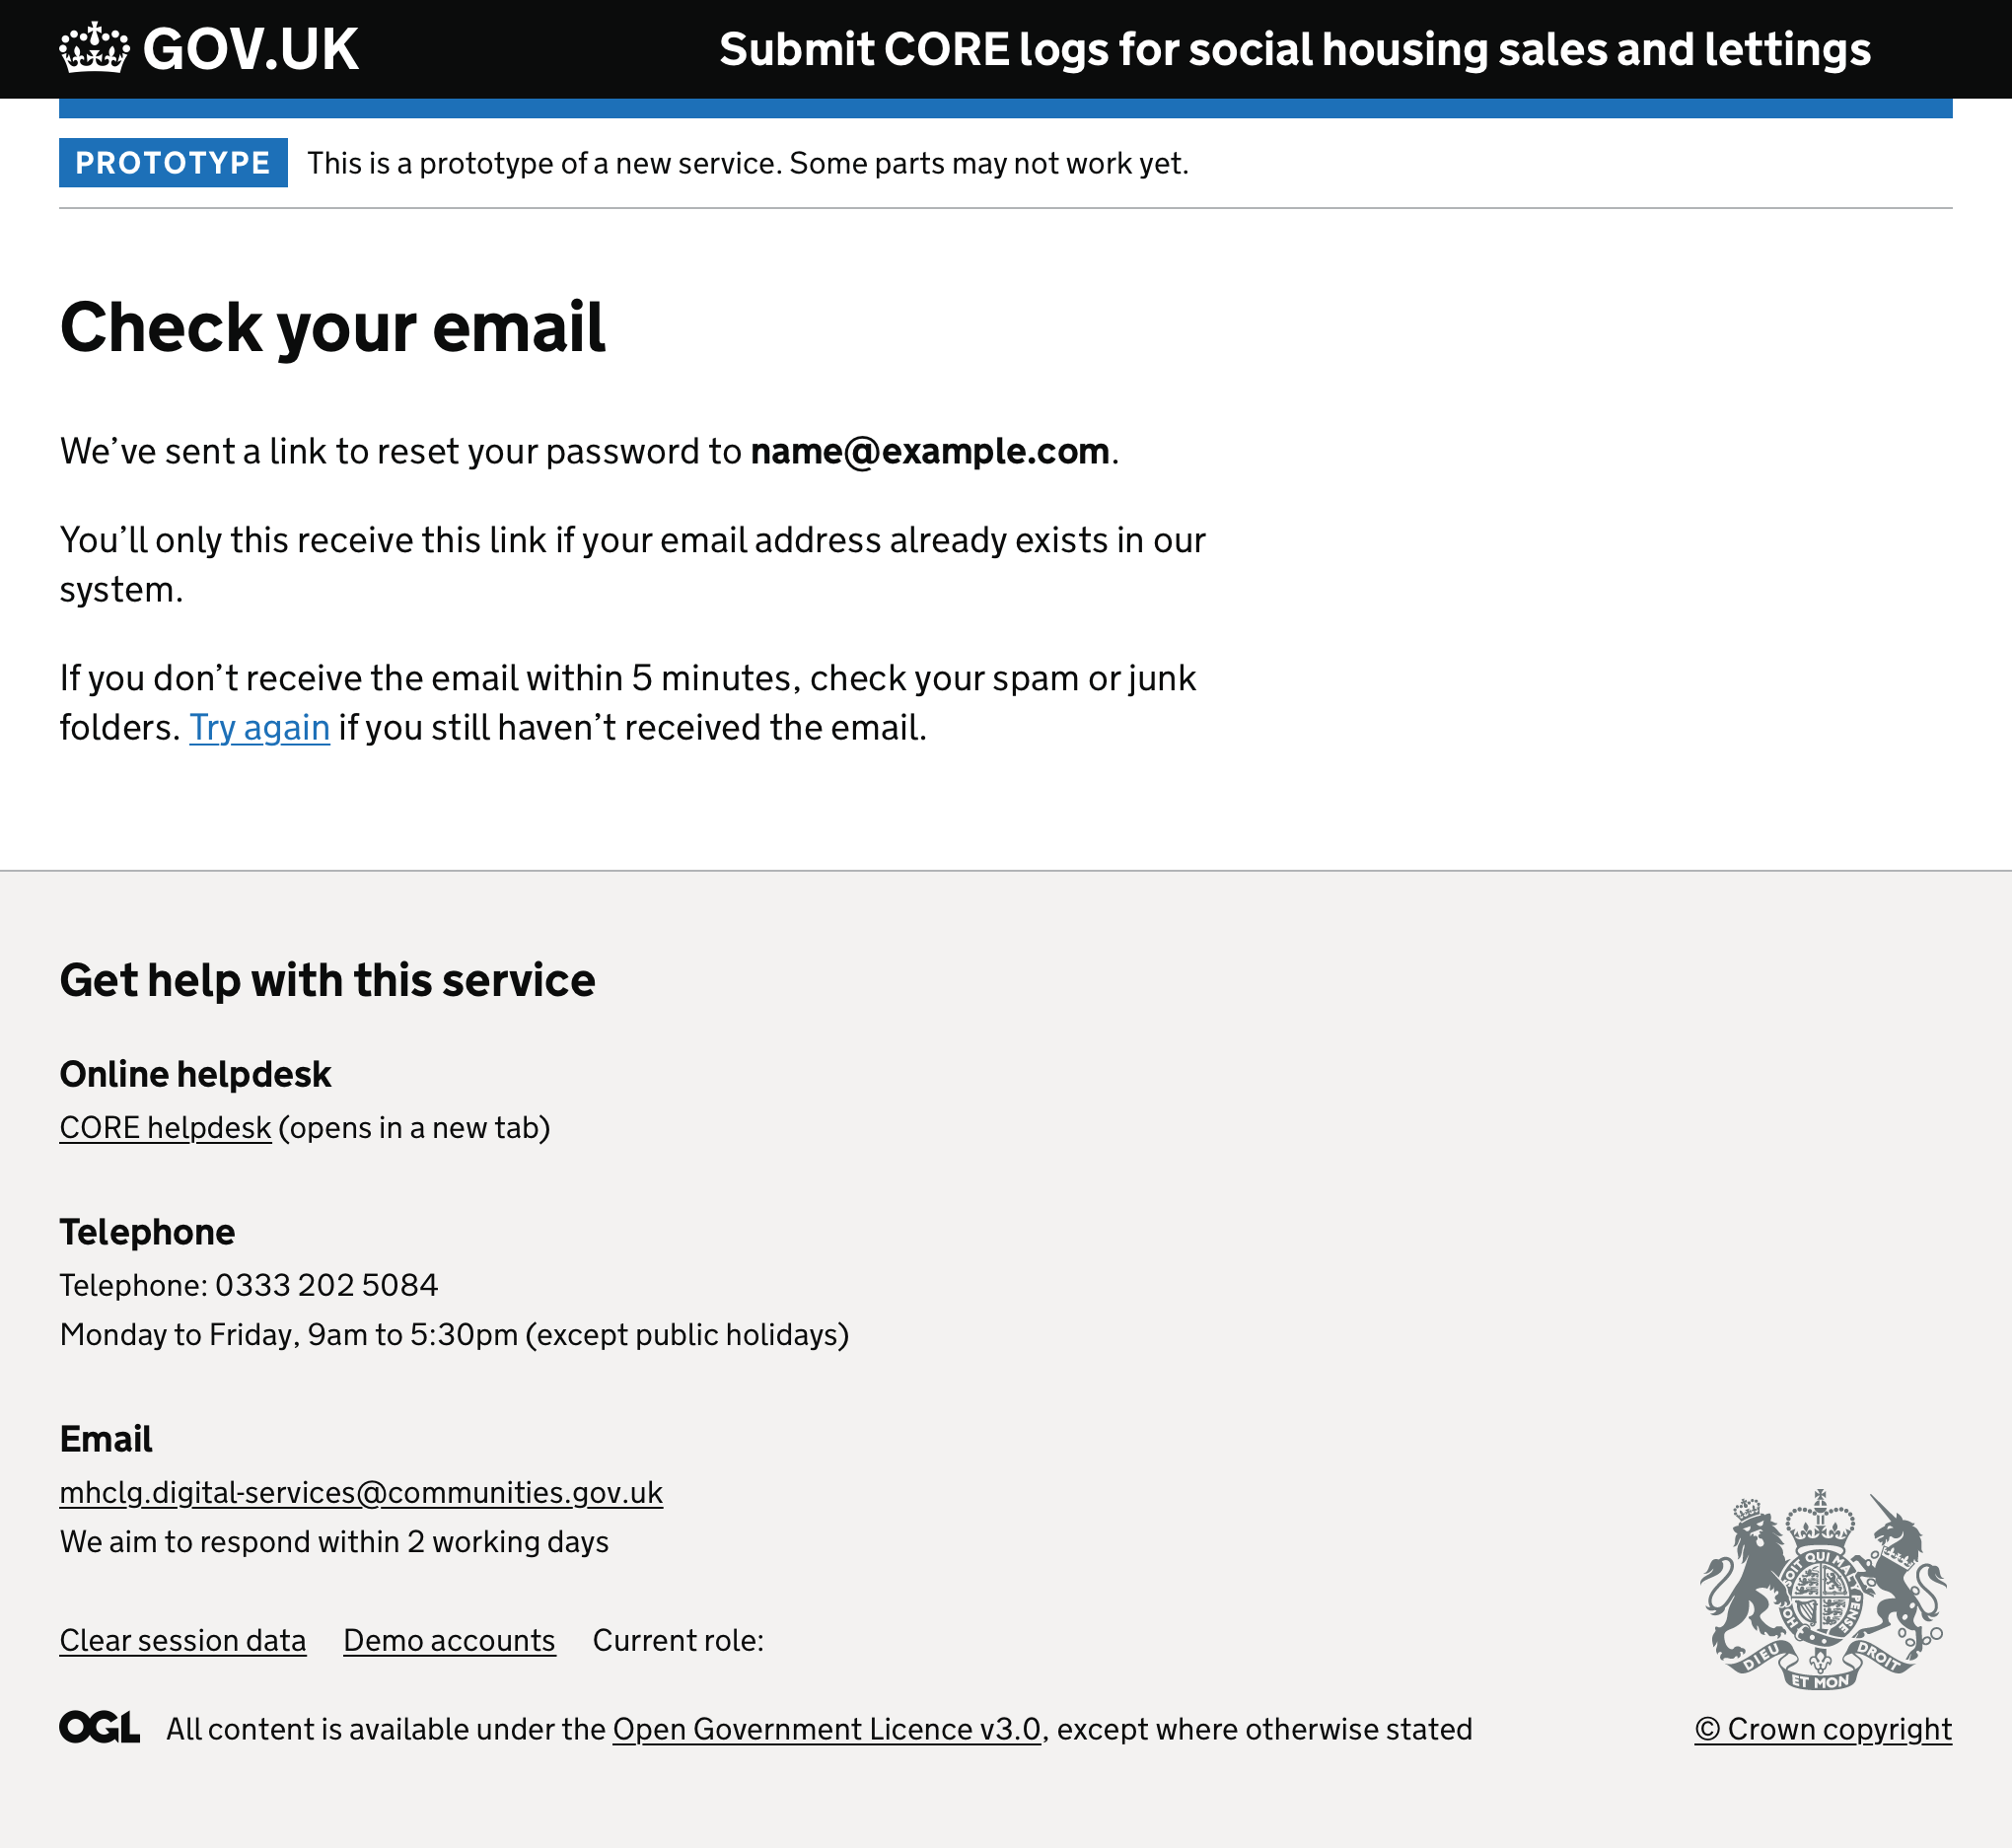 GOV.UK
Submit CORE logs for social housing sales and lettings
PROTOTYPE This is a prototype of a new service. Some parts may not work yet.
Check your email
We’ve sent a link to reset your password to name@example.com.
You’ll only this receive this link if your email address already exists in our
system.
If you don’t receive the email within 5 minutes, check your spam or junk
folders. Try again if you still haven’t received the email.
Get help with this service
Online helpdesk
CORE helpdesk (opens in a new tab)
Telephone
Telephone: 0333 202 5084
Monday to Friday, 9am to 5:30pm (except public holidays)
Email
mhclg.digital-services@communities.gov.uk
We aim to respond within 2 working days
Clear session data Demo accounts Current role:
SOIT QUI MAL Y PENSE
DIEU ET MON DROIT
OGL All content is available under the Open Government Licence v3.0, except where otherwise stated
© Crown copyright